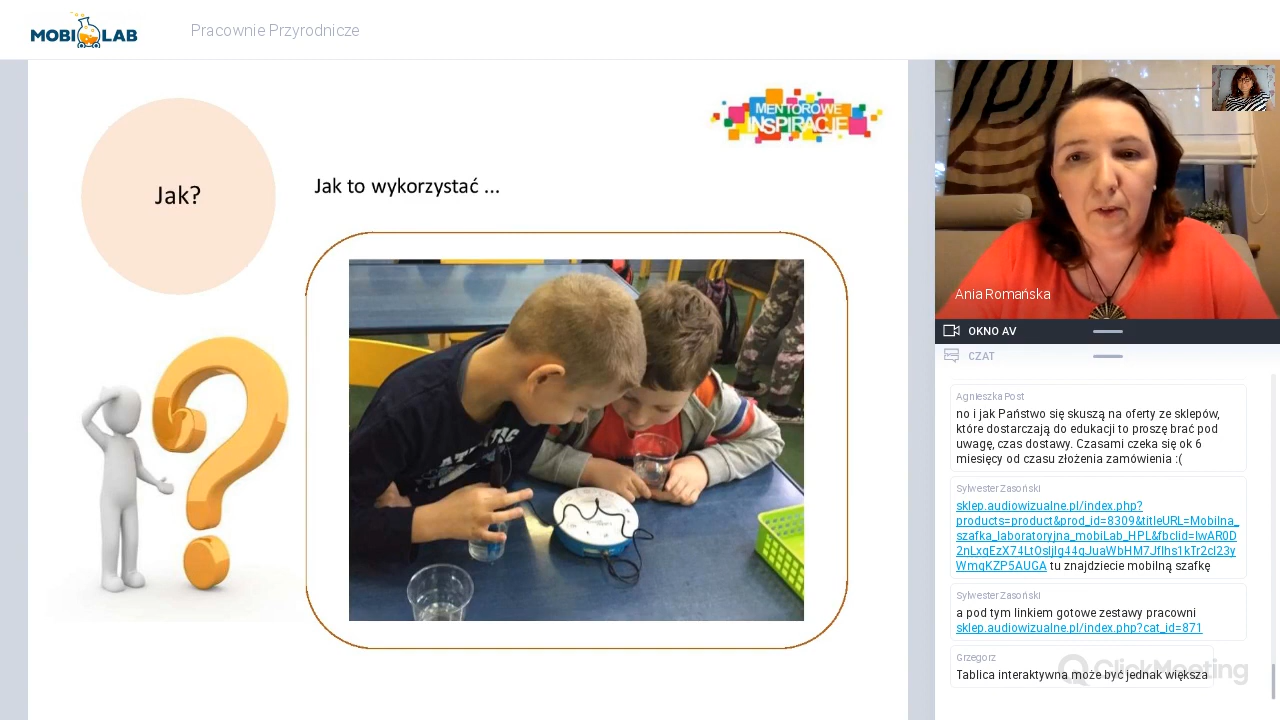 MOBILAB
Pracownie Przyrodnicze
MENTOROWE
INSPIRACJE
Jak?
Jak to wykorzystać ...
Ania Romańska
OKNO AV
CZAT
Agnieszka Post
no i jak Państwo się skuszą na oferty ze sklepów,
które dostarczają do edukacji to proszę brać pod
uwagę, czas dostawy. Czasami czeka się ok 6
miesięcy od czasu złożenia zamówienia :(
Sylwester Zasoński
sklep.audiowizualne.pl/index.php?
products=product&prod_id=8309&titleURL=Mobilna_
szafka_laboratoryjna_mobiLab_HPL&fbclid=IwAR0D
tu znajdziecie mobilną szafkę
Sylwester Zasoński
a pod tym linkiem gotowe zestawy pracowni
sklep.audiowizualne.pl/index.php?cat_id=871
Grzegorz
Tablica interaktywna może być jednak większa
ClickMeeting